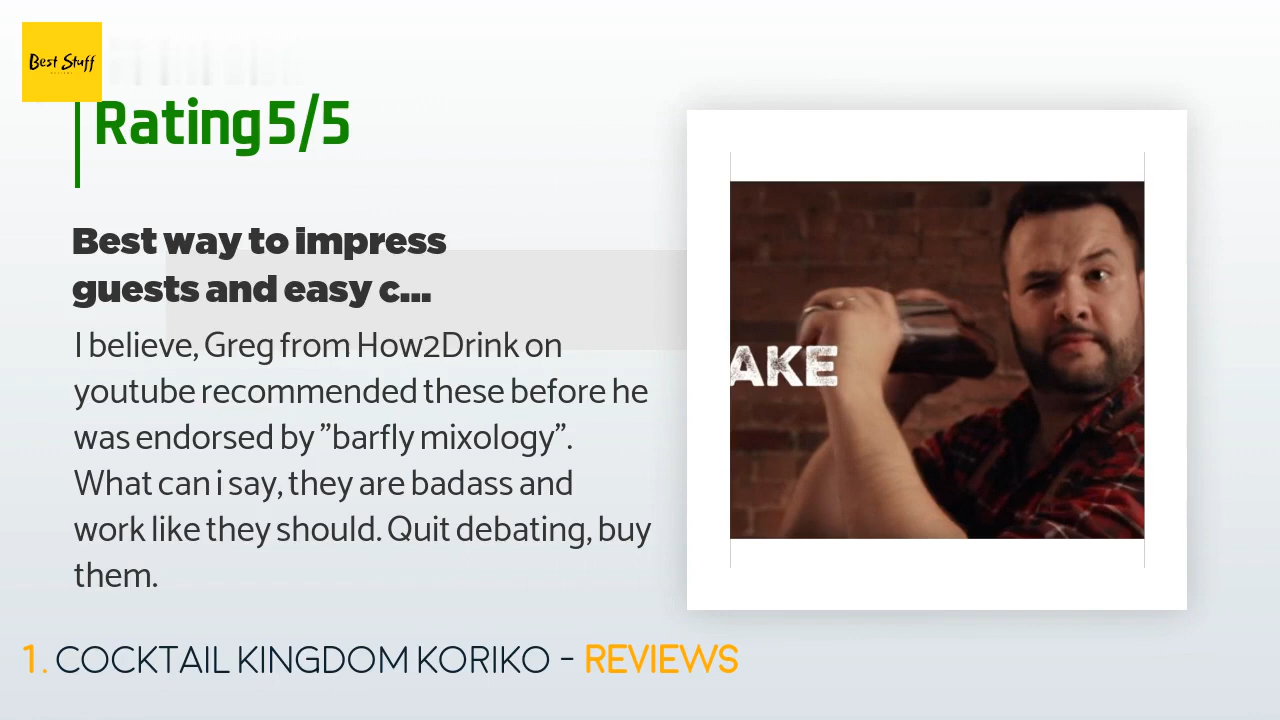 Best Stuff
Rating 5/5
Best way to impress
guests and easy c...
I believe, Greg from How2Drink on
youtube recommended these before he
was endorsed by "barfly mixology".
What can i say, they are badass and
work like they should. Quit debating, buy
them.
AKE
1. COCKTAIL KINGDOM KORIKO - REVIEWS